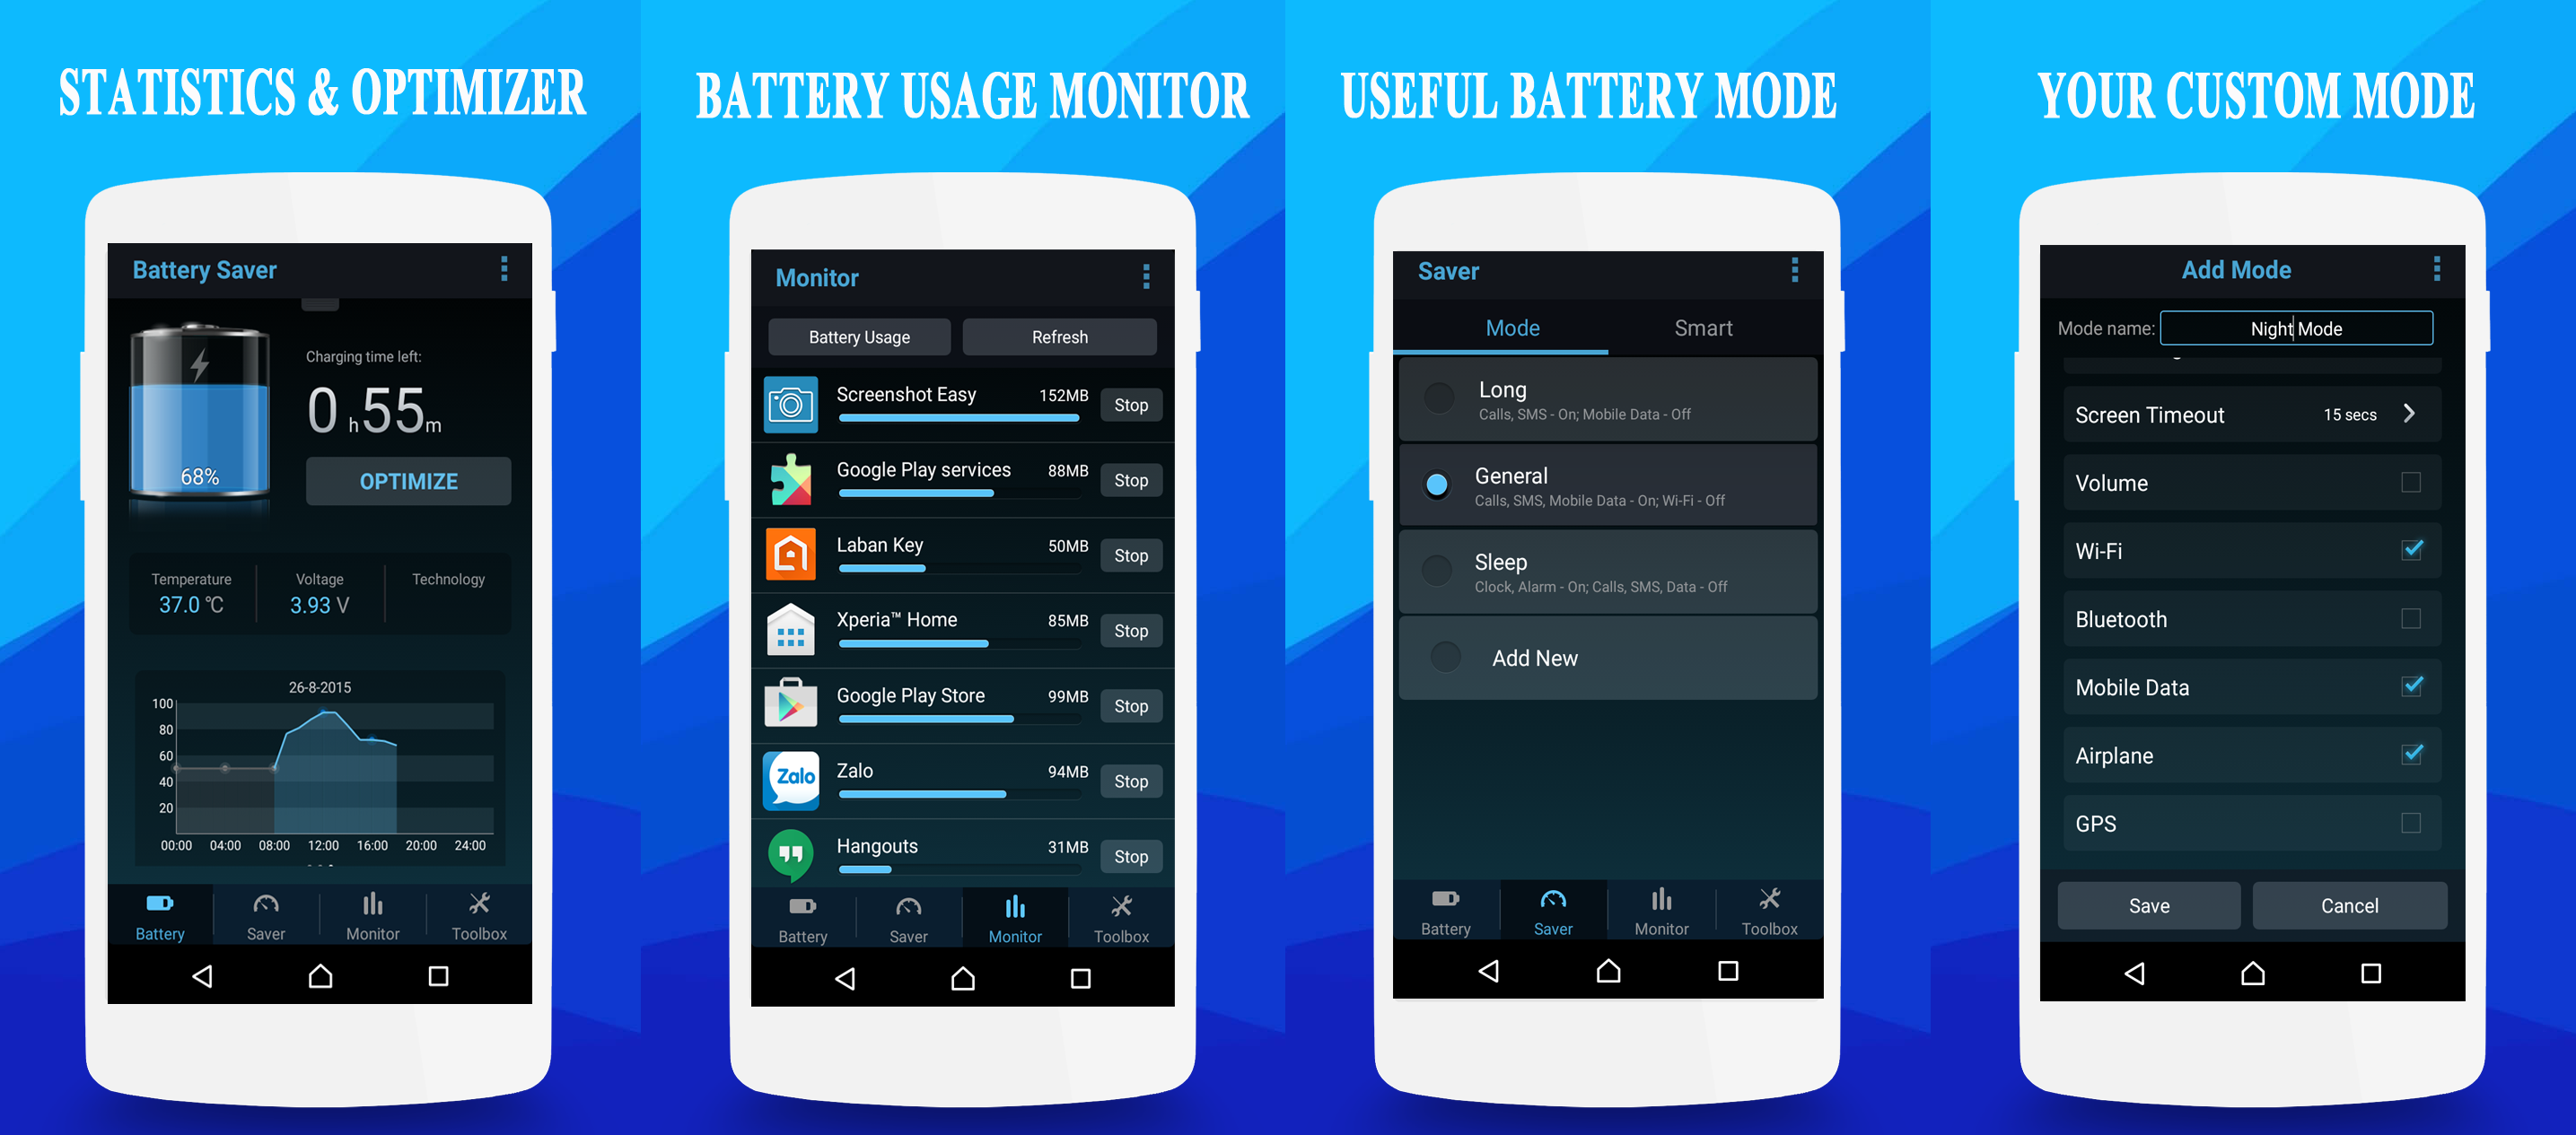 STATISTICS & OPTIMIZER
Battery Saver
Charging time left:
0 h 55 m
68%
OPTIMIZE
Temperature
Voltage
Technology
37.0 °C
3.93 V
26-8-2015
100
80
60
40
20
00:00 04:00 08:00 12:00 16:00 20:00 24:00
Battery Saver Monitor Toolbox
BATTERY USAGE MONITOR
Monitor
Battery Usage Refresh
Screenshot Easy 152MB Stop
Google Play services 88MB Stop
Laban Key 50MB Stop
Xperia™ Home 85MB Stop
Google Play Store 99MB Stop
Zalo
Zalo 94MB Stop
Hangouts 31MB Stop
Battery Saver Monitor Toolbox
USEFUL BATTERY MODE
Saver
Mode Smart
Long
Calls, SMS - On; Mobile Data - Off
General
Calls, SMS, Mobile Data - On; Wi-Fi - Off
Sleep
Clock, Alarm - On; Calls, SMS, Data - Off
Add New
Battery Saver Monitor Toolbox
YOUR CUSTOM MODE
Add Mode
Mode name: Night Mode
Screen Timeout 15 secs
Volume
Wi-Fi
Bluetooth
Mobile Data
Airplane
GPS
Save Cancel